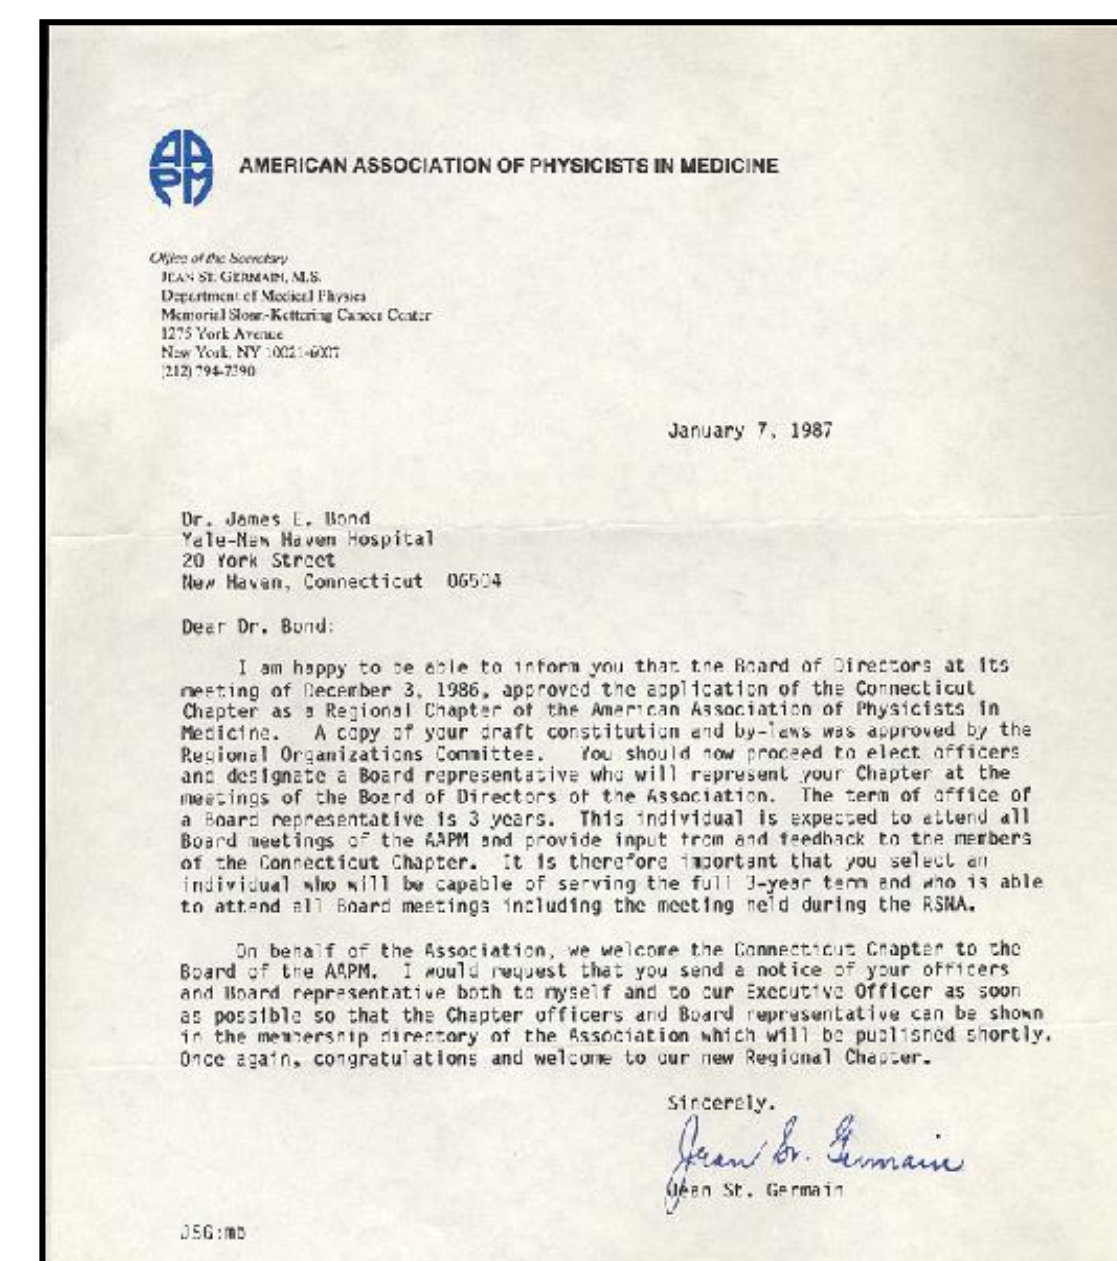 AAPM
AMERICAN ASSOCIATION OF PHYSICISTS IN MEDICINE
Office of the Secretary
JEAN ST. GERMAIN, M.S.
Department of Medical Physics
Memorial Sloan-Kettering Cancer Center
1275 York Avenue
New York, NY 10021-6007
(212) 794-7390
January 7, 1987
Dr. James E. Bond
Yale-New Haven Hospital
20 York Street
New Haven, Connecticut 06504
Dear Dr. Bond:
I am happy to be able to inform you that the Board of Directors at its
meeting of December 3, 1986, approved the application of the Connecticut
Chapter as a Regional Chapter of the American Association of Physicists in
Medicine. A copy of your draft constitution and by-laws was approved by the
Regional Organizations Committee. You should now proceed to elect officers
and designate a Board representative who will represent your Chapter at the
meetings of the Board of Directors of the Association. The term of office of
a Board representative is 3 years. This individual is expected to attend all
Board meetings of the AAPM and provide input from and feedback to the members
of the Connecticut Chapter. It is therefore important that you select an
individual who will be capable of serving the full 3-year term and who is able
to attend all Board meetings including the meeting held during the RSNA.
On behalf of the Association, we welcome the Connecticut Chapter to the
Board of the AAPM. I would request that you send a notice of your officers
and Board representative both to myself and to our Executive Officer as soon
as possible so that the Chapter officers and Board representative can be shown
in the membership directory of the Association which will be published shortly.
Once again, congratulations and welcome to our new Regional Chapter.
Sincerely,
Jean St. Germain
Jean St. Germain
JSG:mb